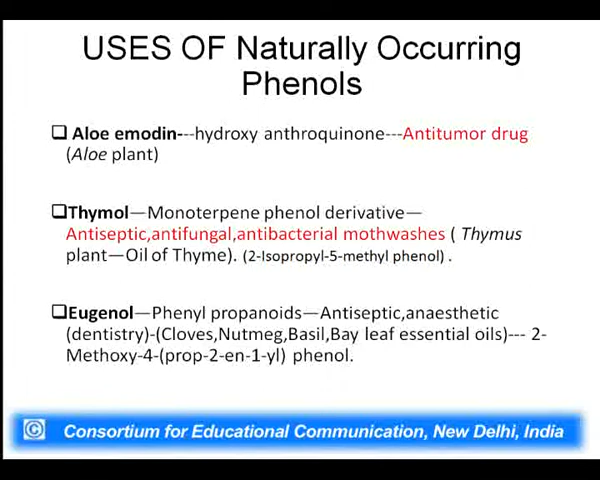 USES OF Naturally Occurring
Phenols
❑ Aloe emodin---hydroxy anthroquinone---Antitumor drug
(Aloe plant)
❑Thymol—Monoterpene phenol derivative—
Antiseptic,antifungal,antibacterial mothwashes ( Thymus
plant—Oil of Thyme). (2-Isopropyl-5-methyl phenol) .
❑Eugenol—Phenyl propanoids—Antiseptic,anaesthetic
(dentistry)-(Cloves,Nutmeg,Basil,Bay leaf essential oils)--- 2-
Methoxy-4-(prop-2-en-1-yl) phenol.
© Consortium for Educational Communication, New Delhi, India